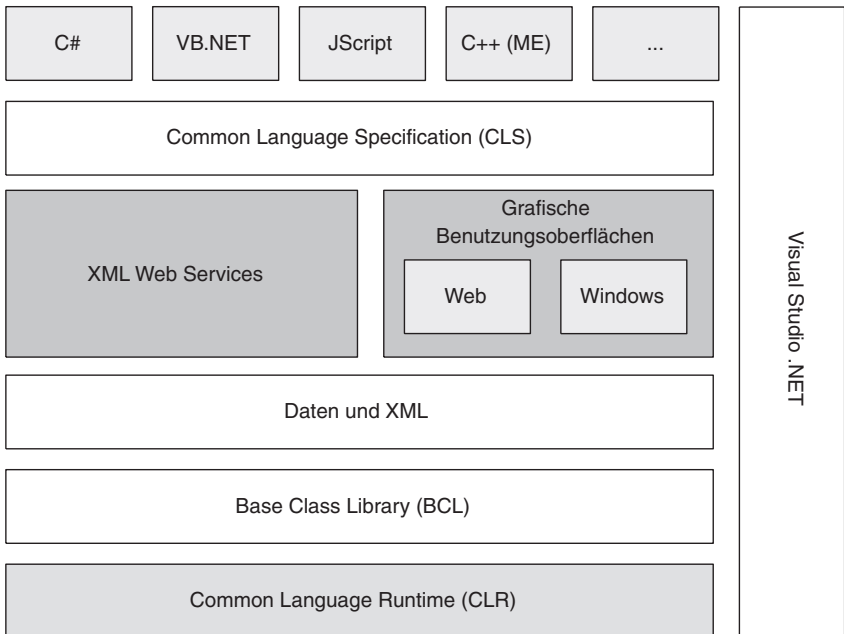 C#
VB.NET
JScript
C++ (ME)
...
Common Language Specification (CLS)
XML Web Services
Grafische
Benutzungsoberflächen
Web
Windows
Daten und XML
Base Class Library (BCL)
Common Language Runtime (CLR)
Visual Studio .NET